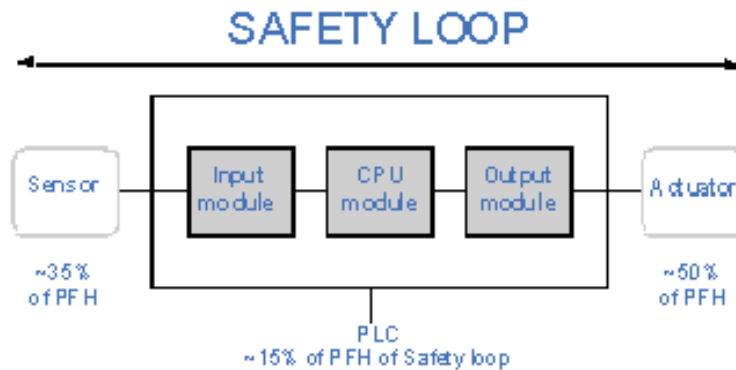 SAFETY LOOP
Sensor
Input
module
CPU
module
Output
module
Actuator
~35%
of PFH
~50%
of PFH
PLC
~15% of PFH of Safety loop